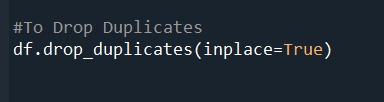 #To Drop Duplicates
df.drop_duplicates(inplace=True)